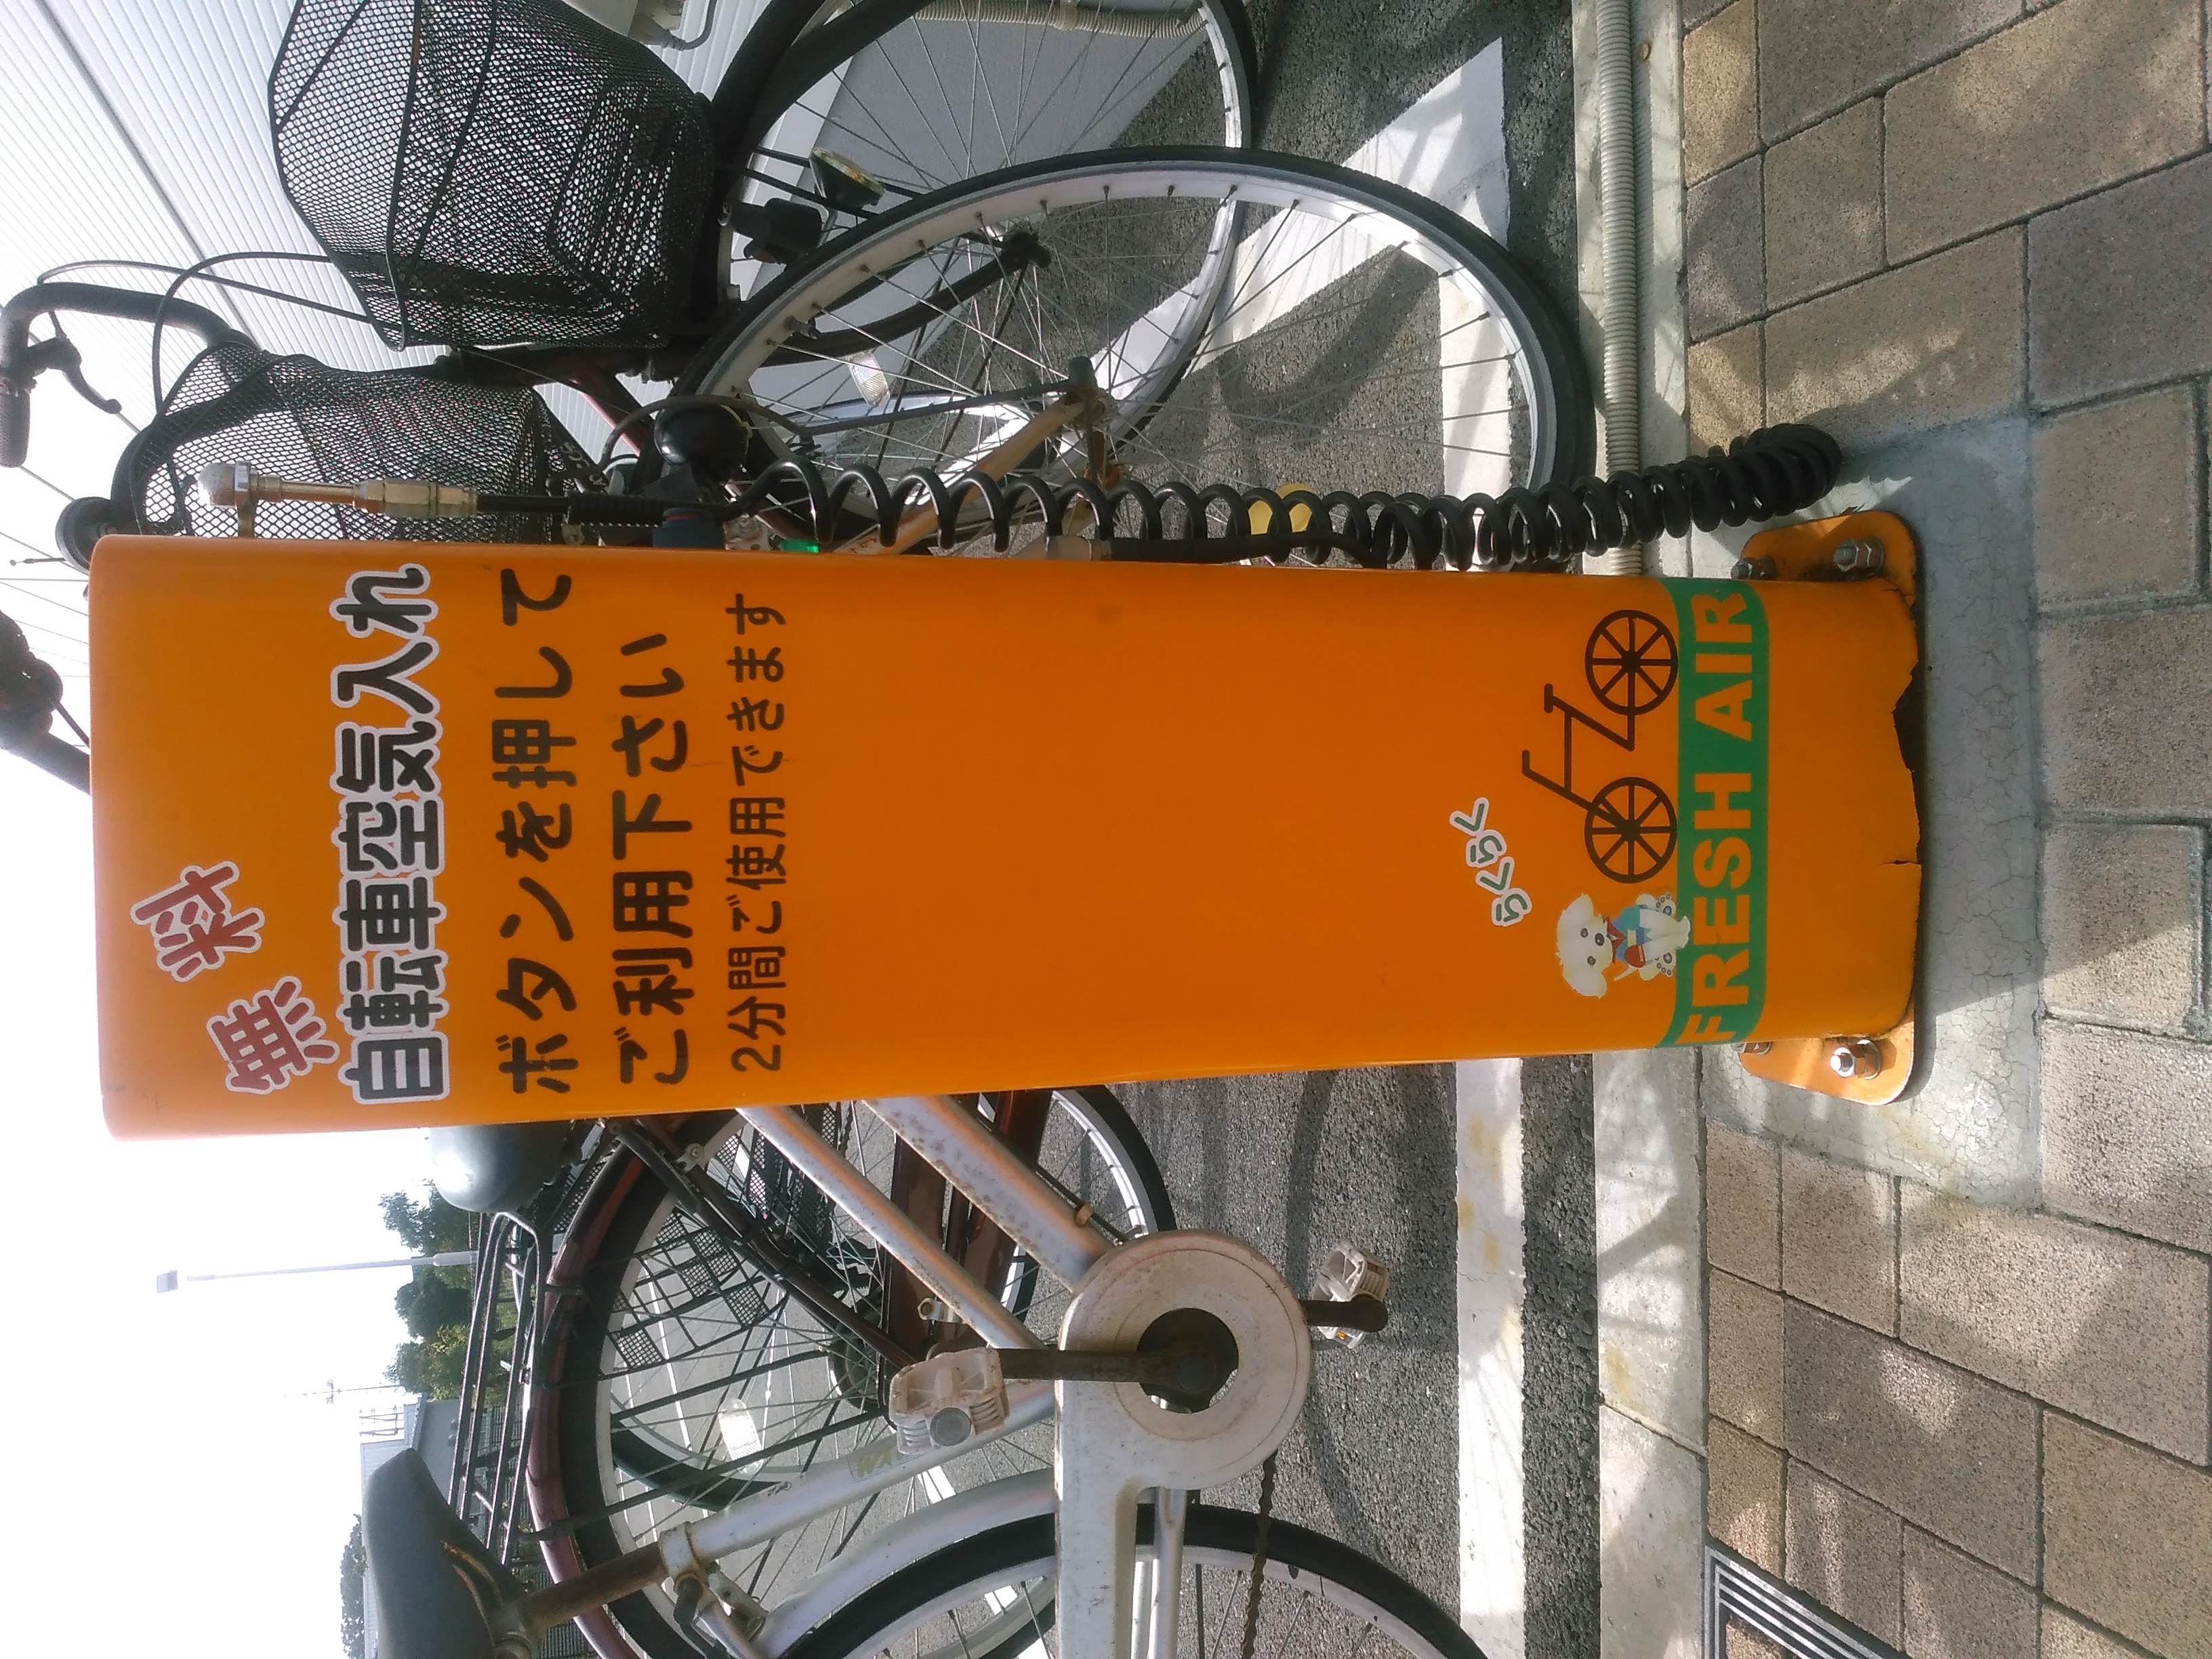 無料
自転車空気入れ
ボタンを押して
ご利用下さい
2分間ご使用できます
らくらく
FRESH AIR